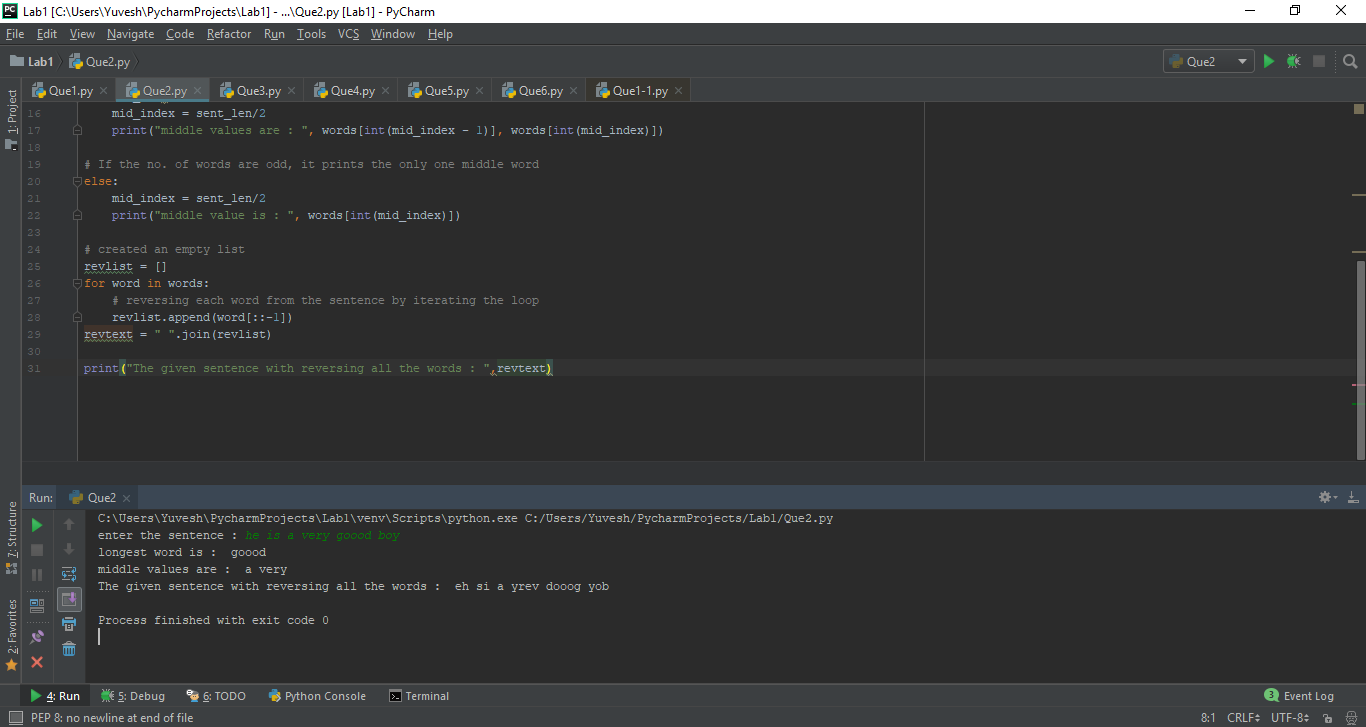 Lab1 [C:\Users\Yuvesh\PycharmProjects\Lab1] - ...\Que2.py [Lab1] - PyCharm
File Edit View Navigate Code Refactor Run Tools VCS Window Help
Lab1 Que2.py Que2
Que1.py Que2.py Que3.py Que4.py Que5.py Que6.py Que1-1.py
1: Project
16 mid_index = sent_len/2
17 print("middle values are : ", words[int(mid_index - 1)], words[int(mid_index)])
18
19 # If the no. of words are odd, it prints the only one middle word
20 else:
21 mid_index = sent_len/2
22 print("middle value is : ", words[int(mid_index)])
23
24 # created an empty list
25 revlist = []
26 for word in words:
27 # reversing each word from the sentence by iterating the loop
28 revlist.append(word[::-1])
29 revtext = " ".join(revlist)
30
31 print("The given sentence with reversing all the words : ",revtext)
Run: Que2
7: Structure
2: Favorites
C:\Users\Yuvesh\PycharmProjects\Lab1\venv\Scripts\python.exe C:/Users/Yuvesh/PycharmProjects/Lab1/Que2.py
enter the sentence : he is a very goood boy
longest word is :  goood
middle values are :  a very
The given sentence with reversing all the words :  eh si a yrev dooog yob
Process finished with exit code 0
4: Run 5: Debug 6: TODO Python Console Terminal 3 Event Log
PEP 8: no newline at end of file 8:1 CRLF UTF-8